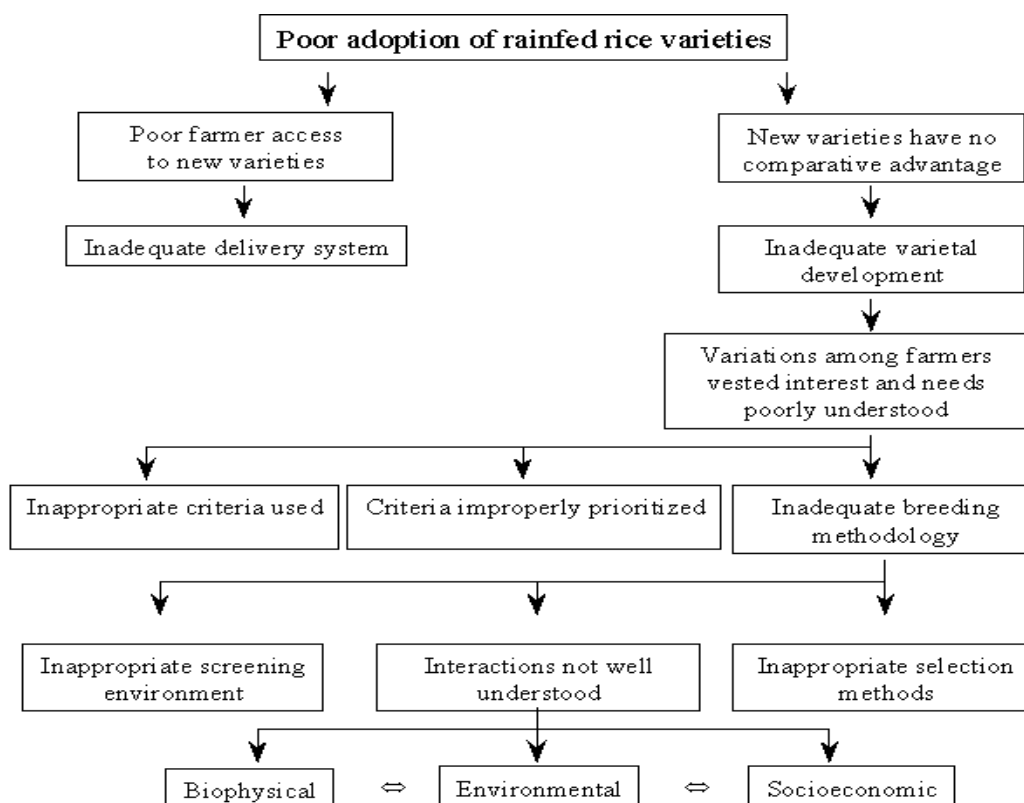 Poor adoption of rainfed rice varieties
Poor farmer access
to new varieties
New varieties have no
comparative advantage
Inadequate delivery system
Inadequate varietal
development
Variations among farmers
vested interest and needs
poorly understood
Inappropriate criteria used
Criteria improperly prioritized
Inadequate breeding
methodology
Inappropriate screening
environment
Interactions not well
understood
Inappropriate selection
methods
Biophysical ⇔ Environmental ⇔ Socioeconomic